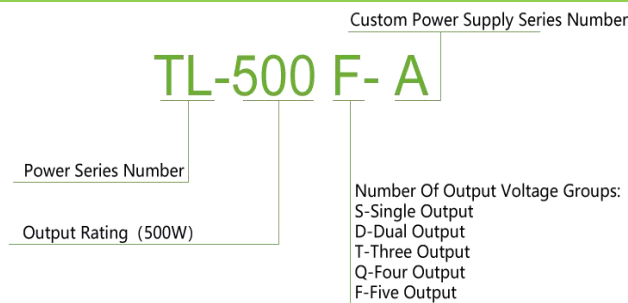 Custom Power Supply Series Number
TL-500 F- A
Power Series Number
Output Rating (500W)
Number Of Output Voltage Groups:
S-Single Output
D-Dual Output
T-Three Output
Q-Four Output
F-Five Output